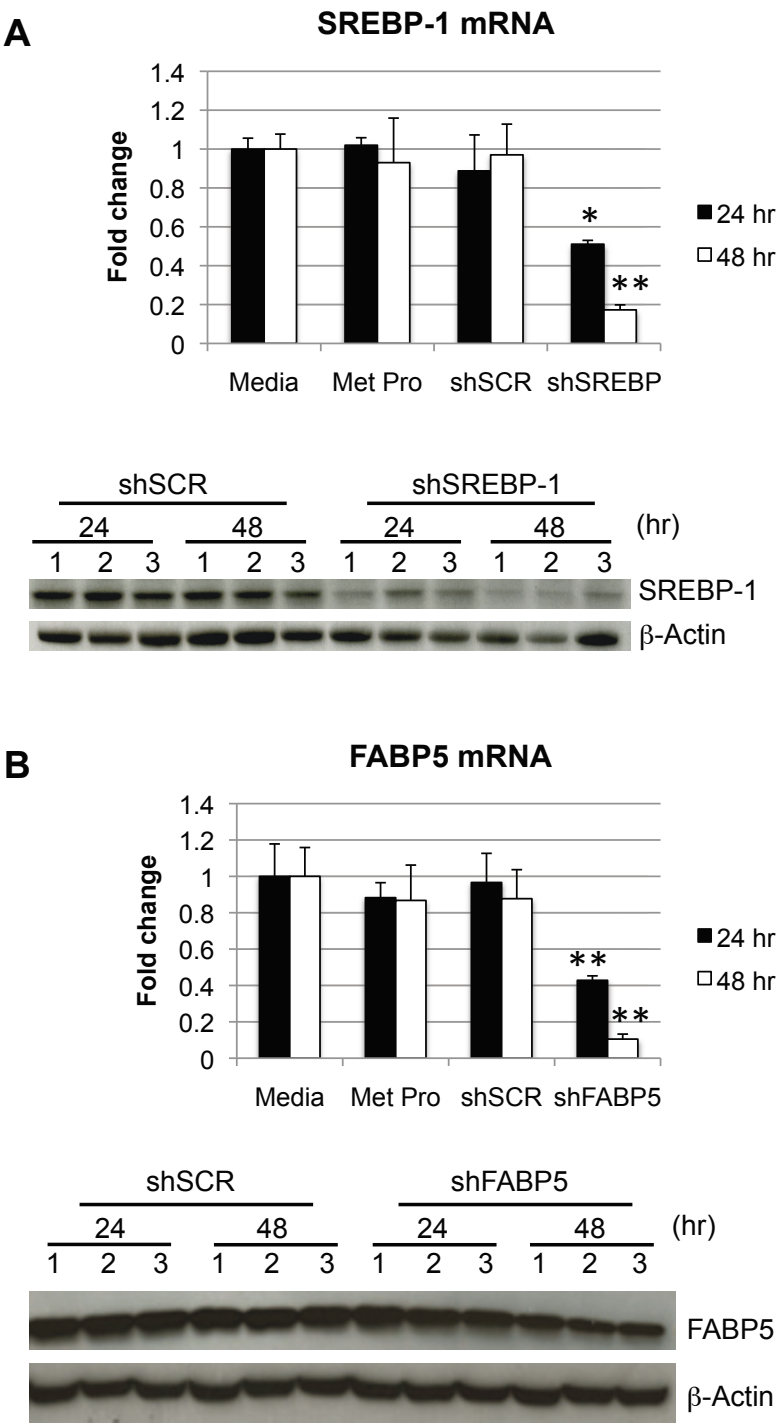 A
SREBP-1 mRNA
Fold change
1.4
1.2
1
0.8
0.6
0.4
0.2
0
*
**
24 hr
48 hr
Media Met Pro shSCR shSREBP
shSCR shSREBP-1
24 48 24 48 (hr)
1 2 3 1 2 3 1 2 3 1 2 3
SREBP-1
β-Actin
B
FABP5 mRNA
Fold change
1.4
1.2
1
0.8
0.6
0.4
0.2
0
**
**
24 hr
48 hr
Media Met Pro shSCR shFABP5
shSCR shFABP5
24 48 24 48 (hr)
1 2 3 1 2 3 1 2 3 1 2 3
FABP5
β-Actin